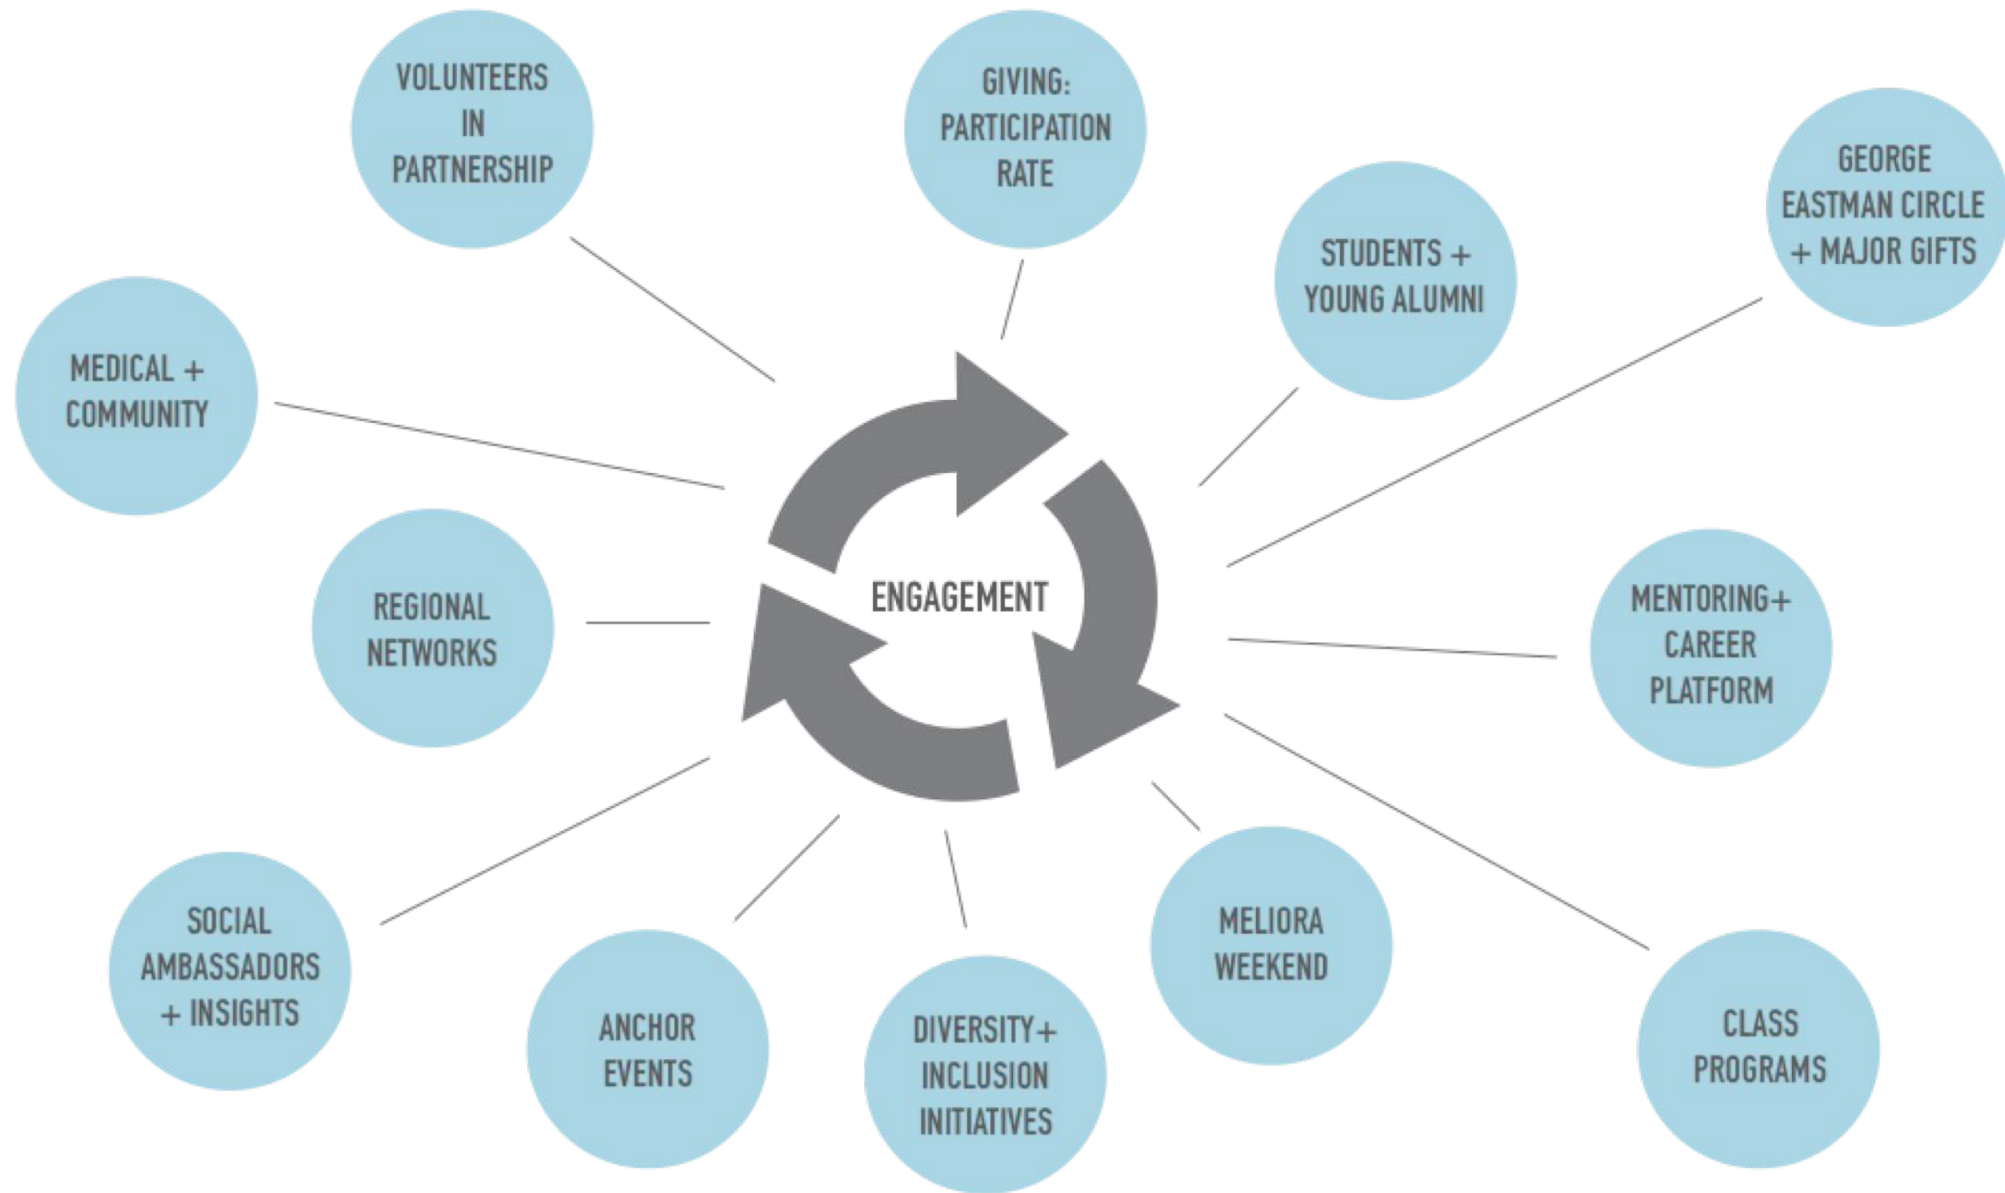 VOLUNTEERS
IN
PARTNERSHIP
GIVING:
PARTICIPATION
RATE
STUDENTS +
YOUNG ALUMNI
GEORGE
EASTMAN CIRCLE
+ MAJOR GIFTS
MEDICAL +
COMMUNITY
REGIONAL
NETWORKS
ENGAGEMENT
MENTORING+
CAREER
PLATFORM
SOCIAL
AMBASSADORS
+ INSIGHTS
ANCHOR
EVENTS
DIVERSITY+
INCLUSION
INITIATIVES
MELIORA
WEEKEND
CLASS
PROGRAMS